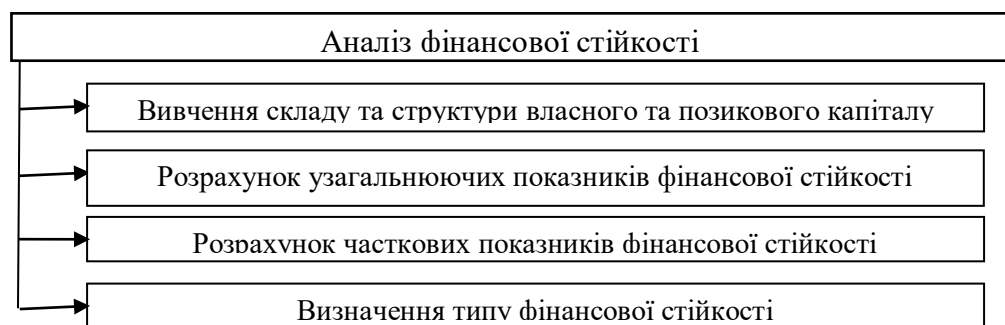 Аналіз фінансової стійкості
Вивчення складу та структури власного та позикового капіталу
Розрахунок узагальнюючих показників фінансової стійкості
Розрахунок часткових показників фінансової стійкості
Визначення типу фінансової стійкості